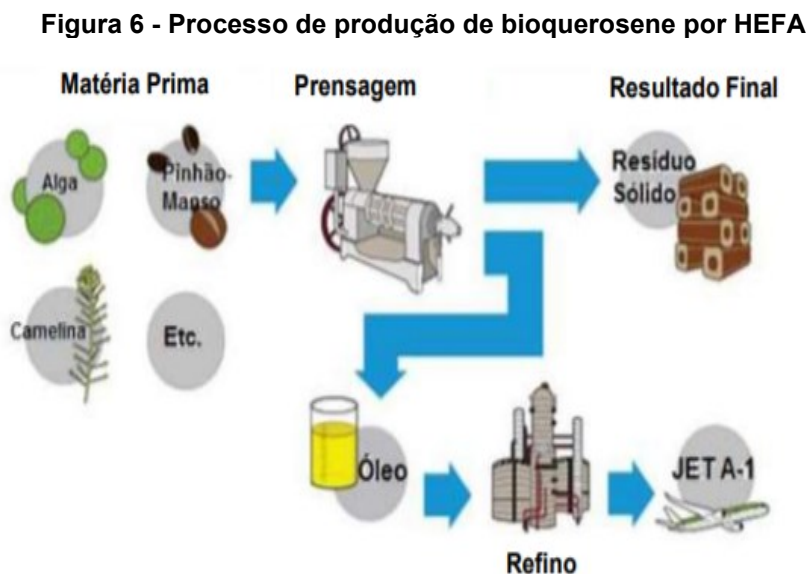 Figura 6 - Processo de produção de bioquerosene por HEFA
Matéria Prima
Prensagem
Resultado Final
Alga
Pinhão-
Manso
Resíduo
Sólido
Camelina
Etc.
Óleo
JET A-1
Refino